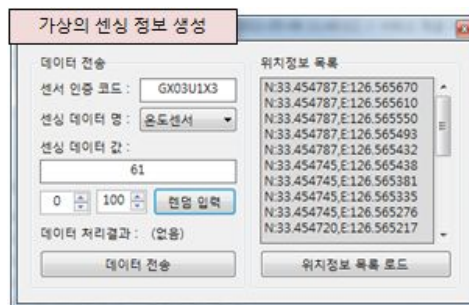 가상의 센싱 정보 생성
데이터 전송
센서 인증 코드 : GX03U1X3
센싱 데이터 명 : 온도센서
센싱 데이터 값 :
61
0 100 랜덤 입력
데이터 처리결과 : (없음)
데이터 전송
위치정보 목록
N:33.454787,E:126.565670
N:33.454787,E:126.565610
N:33.454787,E:126.565550
N:33.454787,E:126.565493
N:33.454787,E:126.565432
N:33.454745,E:126.565438
N:33.454745,E:126.565381
N:33.454745,E:126.565335
N:33.454745,E:126.565276
N:33.454720,E:126.565217
위치정보 목록 로드